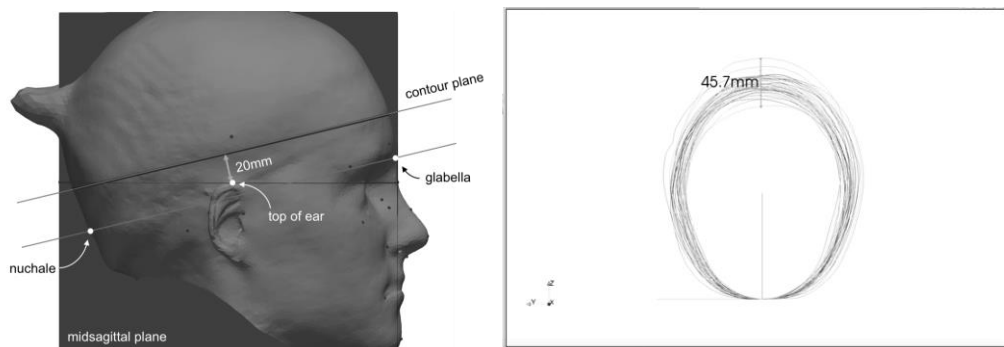 contour plane
20mm
glabella
top of ear
nuchale
midsagittal plane
45.7mm
Z
Y
X